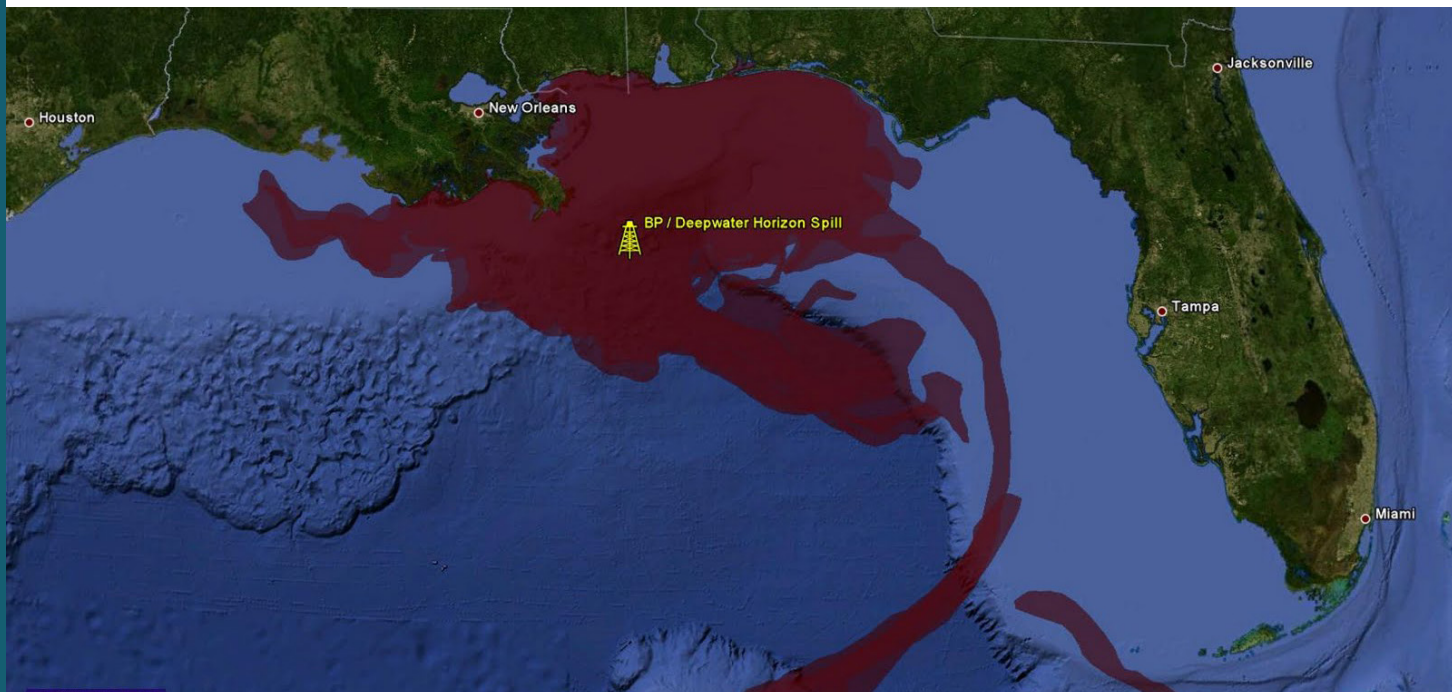 Jacksonville
Houston
New Orleans
BP / Deepwater Horizon Spill
Tampa
Miami